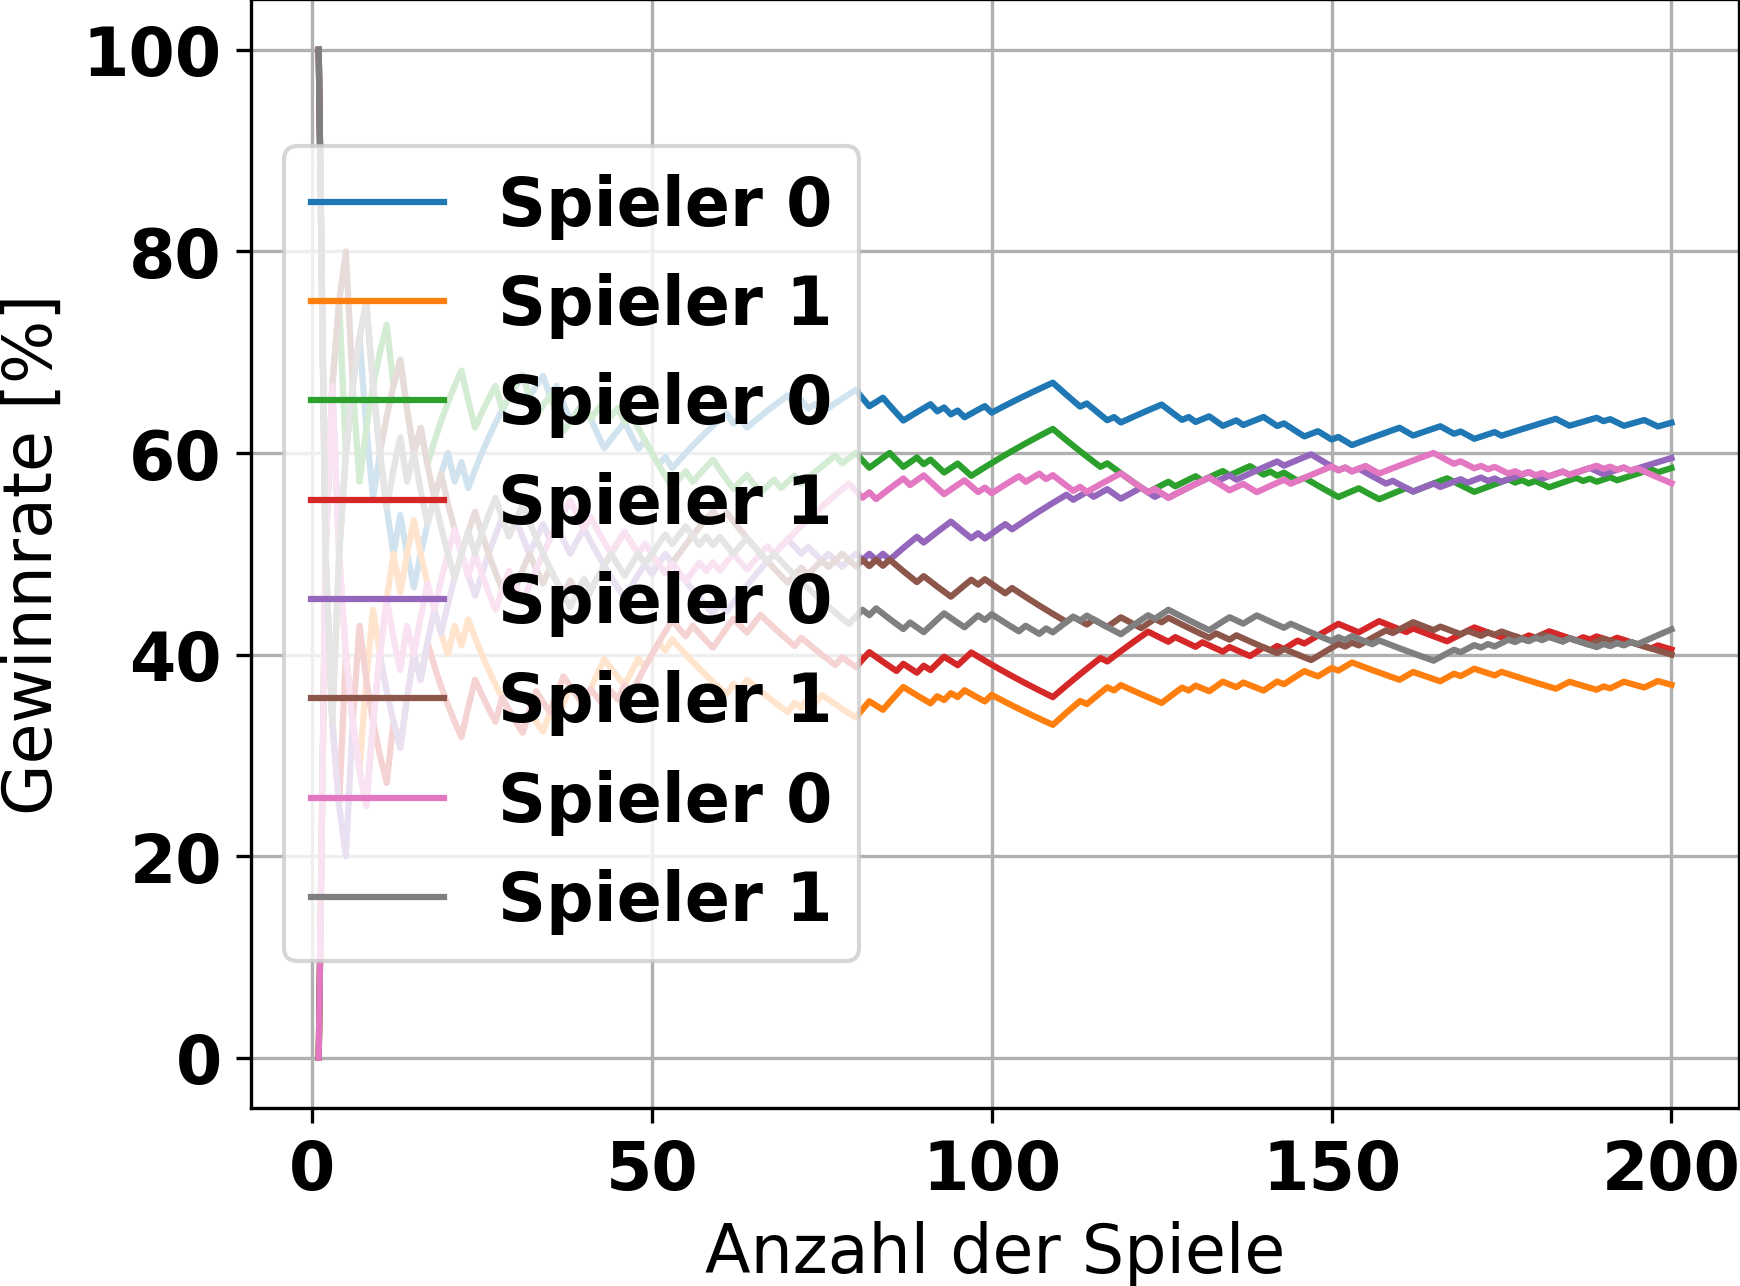 100
80
60
40
20
0
Gewinnrate [%]
Spieler 0
Spieler 1
Spieler 0
Spieler 1
Spieler 0
Spieler 1
Spieler 0
Spieler 1
0 50 100 150 200
Anzahl der Spiele